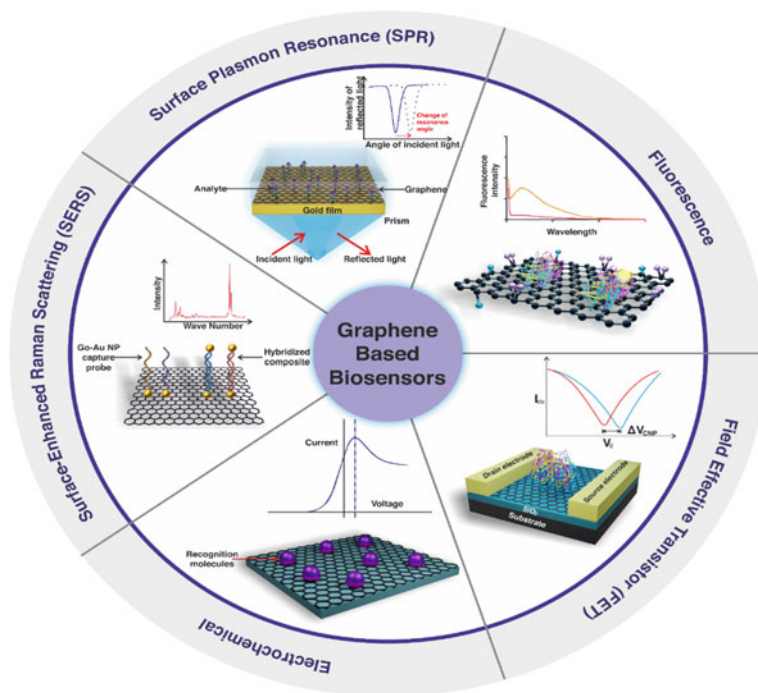 Surface Plasmon Resonance (SPR)
Intensity of
reflected light
Change of
resonance
angle
Angle of incident light
Analyte
Graphene
Gold film
Prism
Incident light
Reflected light
Fluorescence
Fluorescence
intensity
Wavelength
Surface-Enhanced Raman Scattering (SERS)
Intensity
Wave Number
Go-Au NP
capture
probe
Hybridized
composite
Graphene
Based
Biosensors
Field Effective Transistor (FET)
Δ V CNP
Drain electrode
Source electrode
SiO₂
Substrate
Electrochemical
Current
Voltage
Recognition
molecules